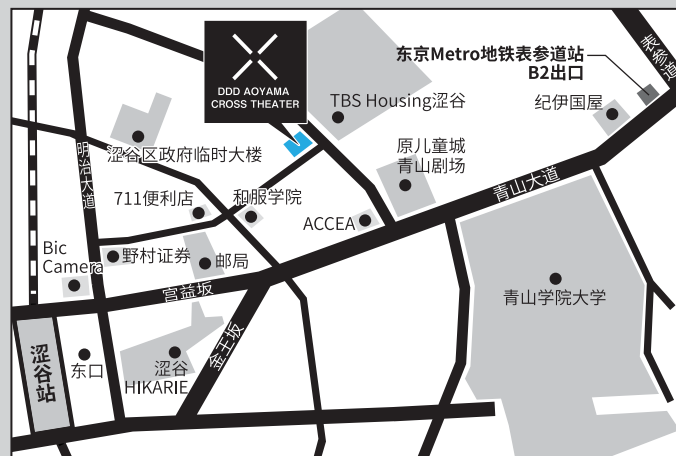 DDD AOYAMA
CROSS THEATER
东京Metro地铁表参道站
B2出口
表参道
TBS Housing涩谷
纪伊国屋
涩谷区政府临时大楼
明治大道
原儿童城
青山剧场
青山大道
711便利店
和服学院
ACCEA
Bic
Camera
野村证券
邮局
宫益坂
青山学院大学
金王坂
涩谷站
东口
涩谷
HIKARIE